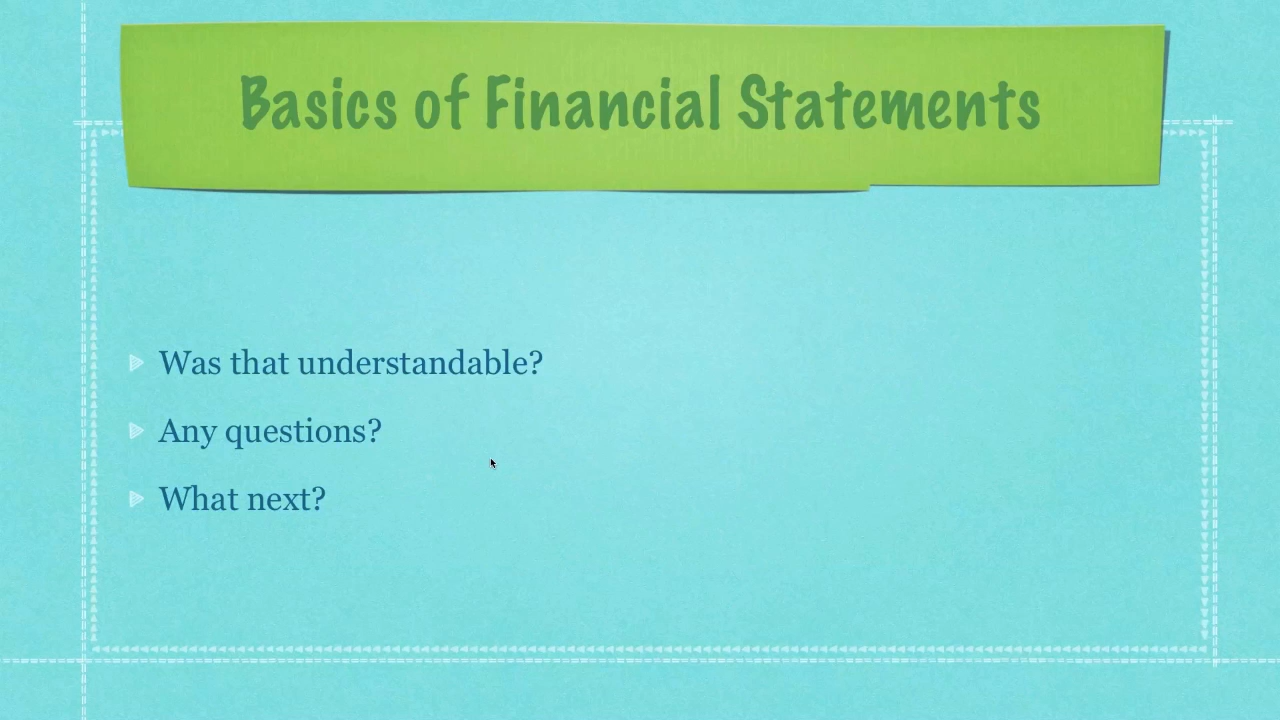 Basics of Financial Statements
Was that understandable?
Any questions?
What next?